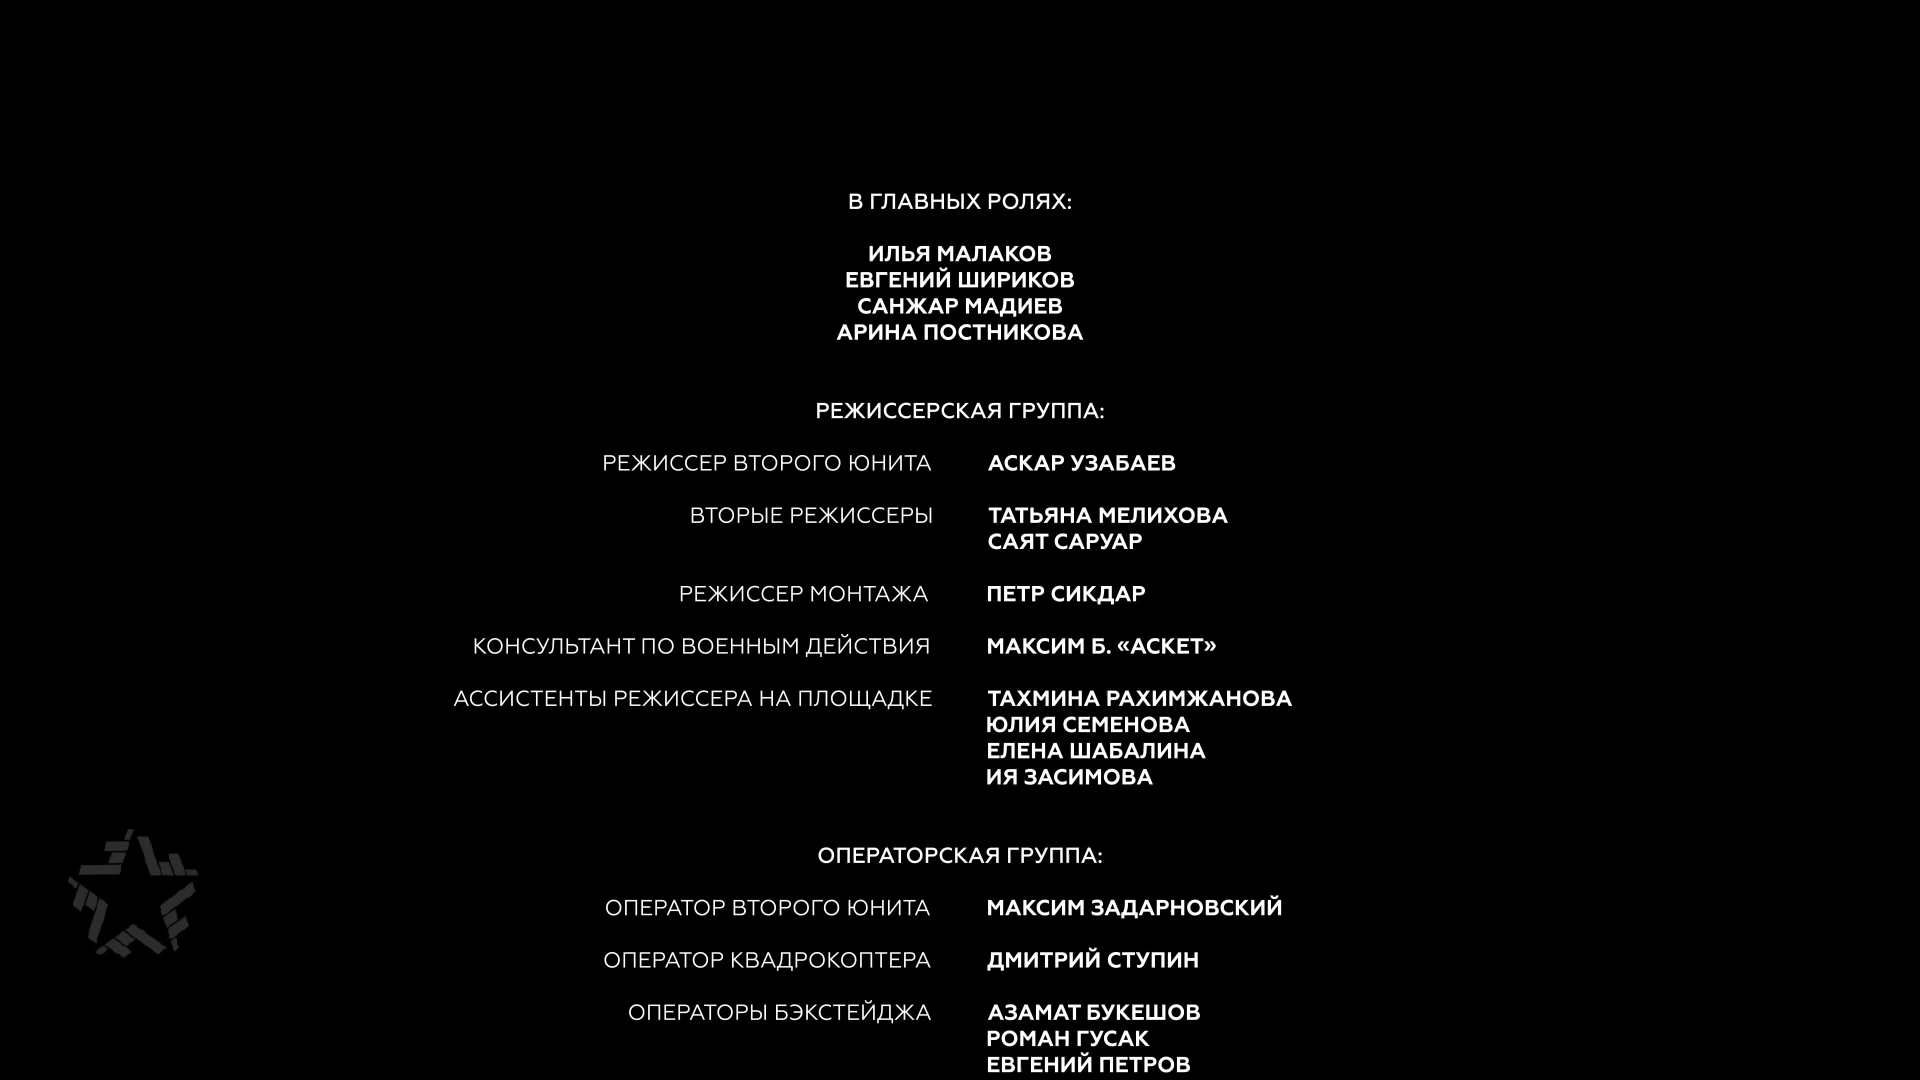 В ГЛАВНЫХ РОЛЯХ:
ИЛЬЯ МАЛАКОВ
ЕВГЕНИЙ ШИРИКОВ
САНЖАР МАДИЕВ
АРИНА ПОСТНИКОВА
РЕЖИССЕРСКАЯ ГРУППА:
РЕЖИССЕР ВТОРОГО ЮНИТА АСКАР УЗАБАЕВ
ВТОРЫЕ РЕЖИССЕРЫ ТАТЬЯНА МЕЛИХОВА
САЯТ САРУАР
РЕЖИССЕР МОНТАЖА ПЕТР СИКДАР
КОНСУЛЬТАНТ ПО ВОЕННЫМ ДЕЙСТВИЯ МАКСИМ Б. «АСКЕТ»
АССИСТЕНТЫ РЕЖИССЕРА НА ПЛОЩАДКЕ ТАХМИНА РАХИМЖАНОВА
ЮЛИЯ СЕМЕНОВА
ЕЛЕНА ШАБАЛИНА
ИЯ ЗАСИМОВА
ОПЕРАТОРСКАЯ ГРУППА:
ОПЕРАТОР ВТОРОГО ЮНИТА МАКСИМ ЗАДАРНОВСКИЙ
ОПЕРАТОР КВАДРОКОПТЕРА ДМИТРИЙ СТУПИН
ОПЕРАТОРЫ БЭКСТЕЙДЖА АЗАМАТ БУКЕШОВ
РОМАН ГУСАК
ЕВГЕНИЙ ПЕТРОВ